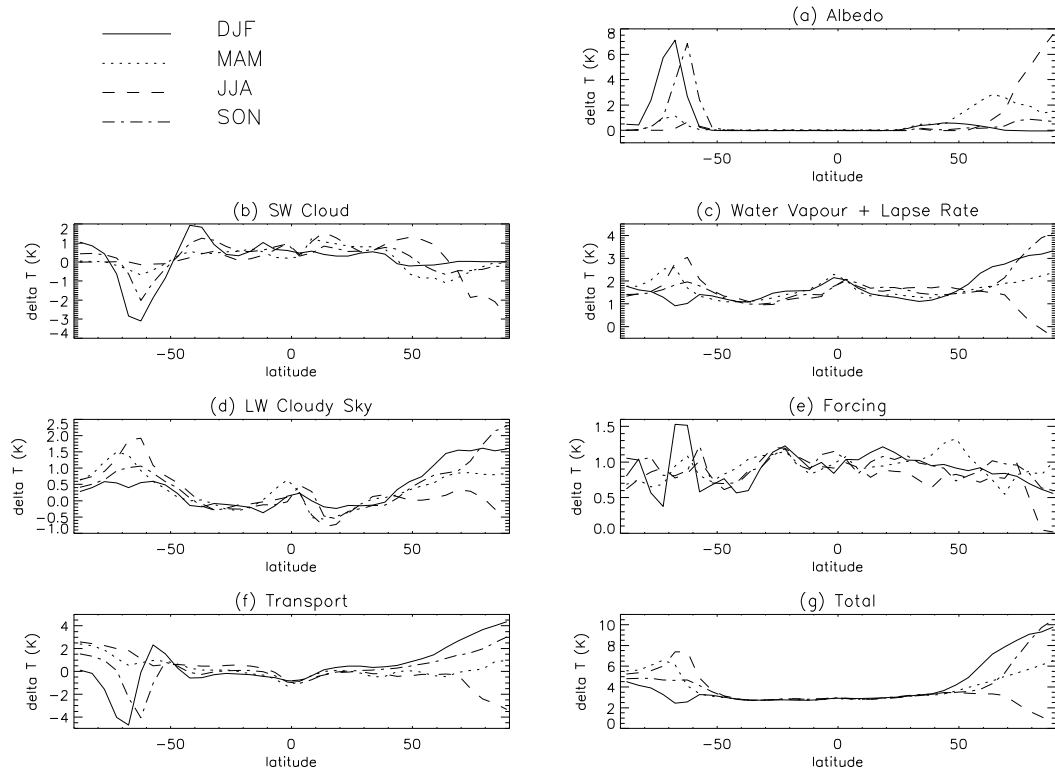 DJF
MAM
JJA
SON
(a) Albedo
delta T (K)
8
6
4
2
0
−50 0 50
latitude
(b) SW Cloud
delta T (K)
2
1
0
−1
−2
−3
−4
−50 0 50
latitude
(c) Water Vapour + Lapse Rate
delta T (K)
4
3
2
1
0
−50 0 50
latitude
(d) LW Cloudy Sky
delta T (K)
2.5
2.0
1.5
1.0
0.5
0.0
−0.5
−1.0
−50 0 50
latitude
(e) Forcing
delta T (K)
1.5
1.0
0.5
0.0
−50 0 50
latitude
(f) Transport
delta T (K)
4
2
0
−2
−4
−50 0 50
latitude
(g) Total
delta T (K)
10
8
6
4
2
0
−50 0 50
latitude